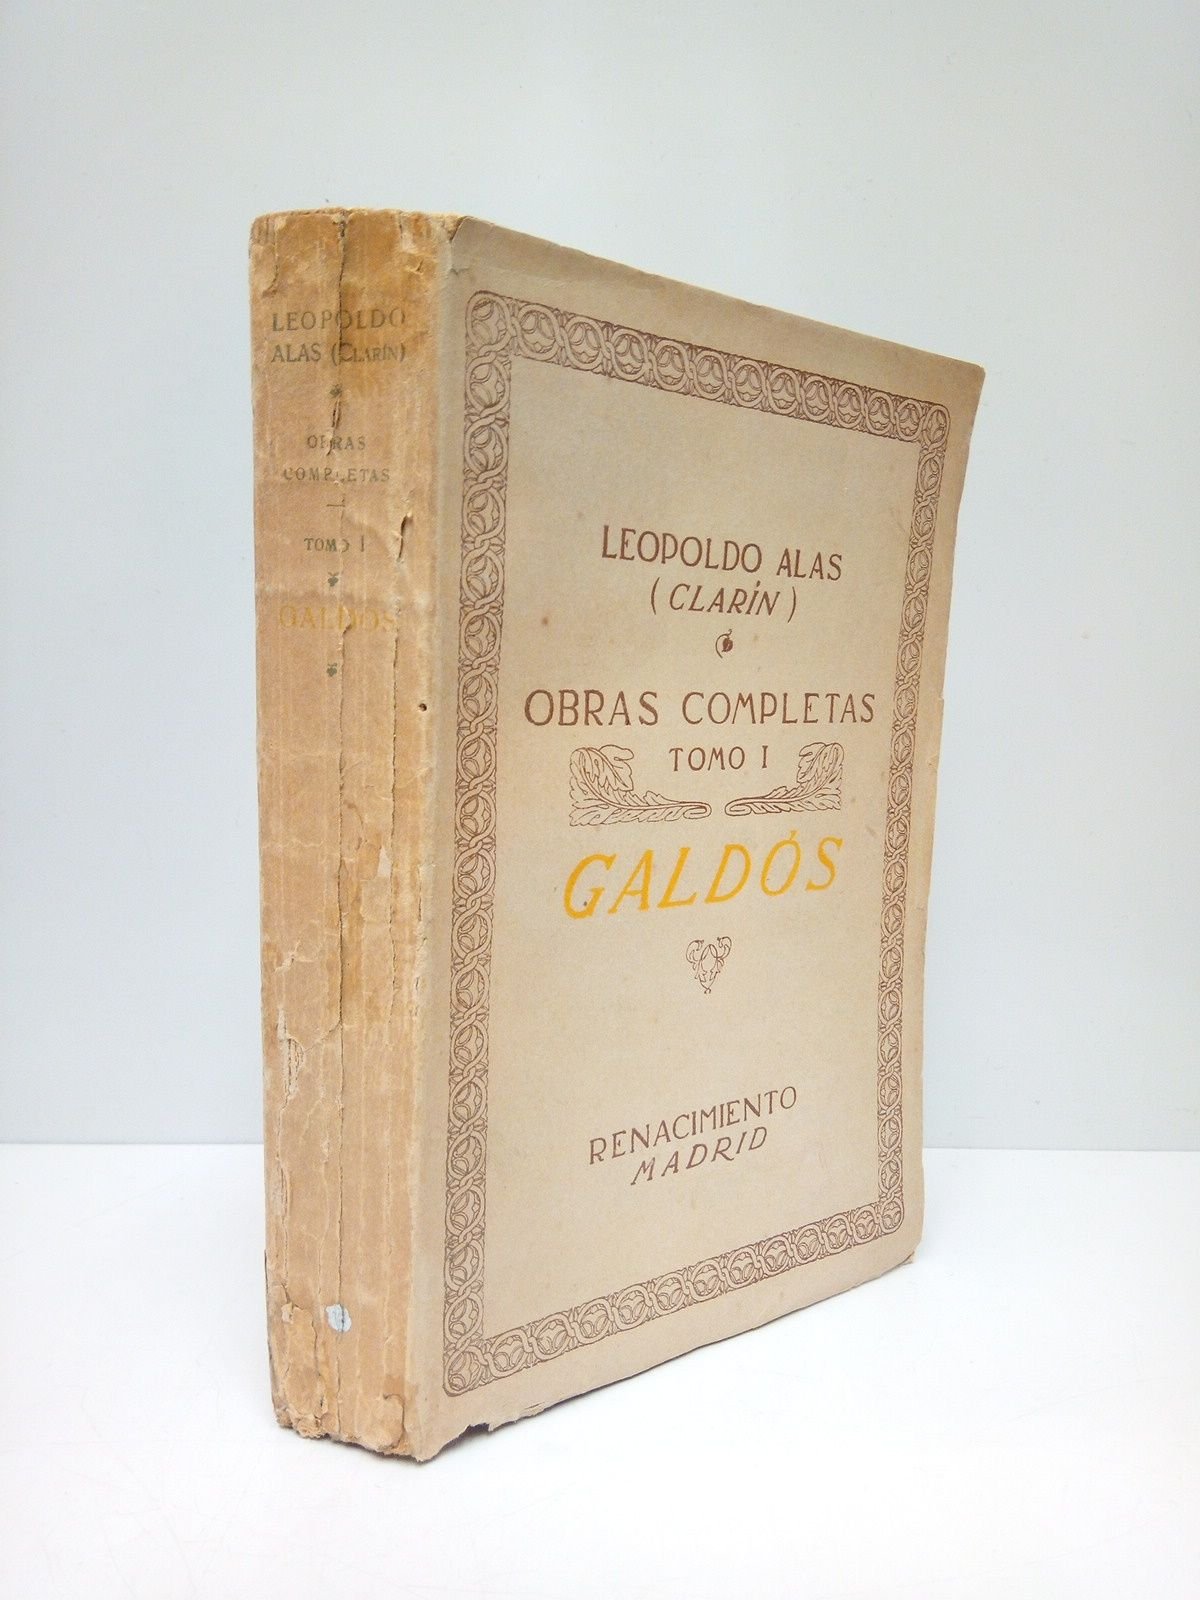 LEOPOLDO
ALAS (CLARÍN)
OBRAS
COMPLETAS
TOMO I
GALDÓS
LEOPOLDO ALAS
(CLARÍN)
OBRAS COMPLETAS
TOMO I
GALDÓS
RENACIMIENTO
MADRID